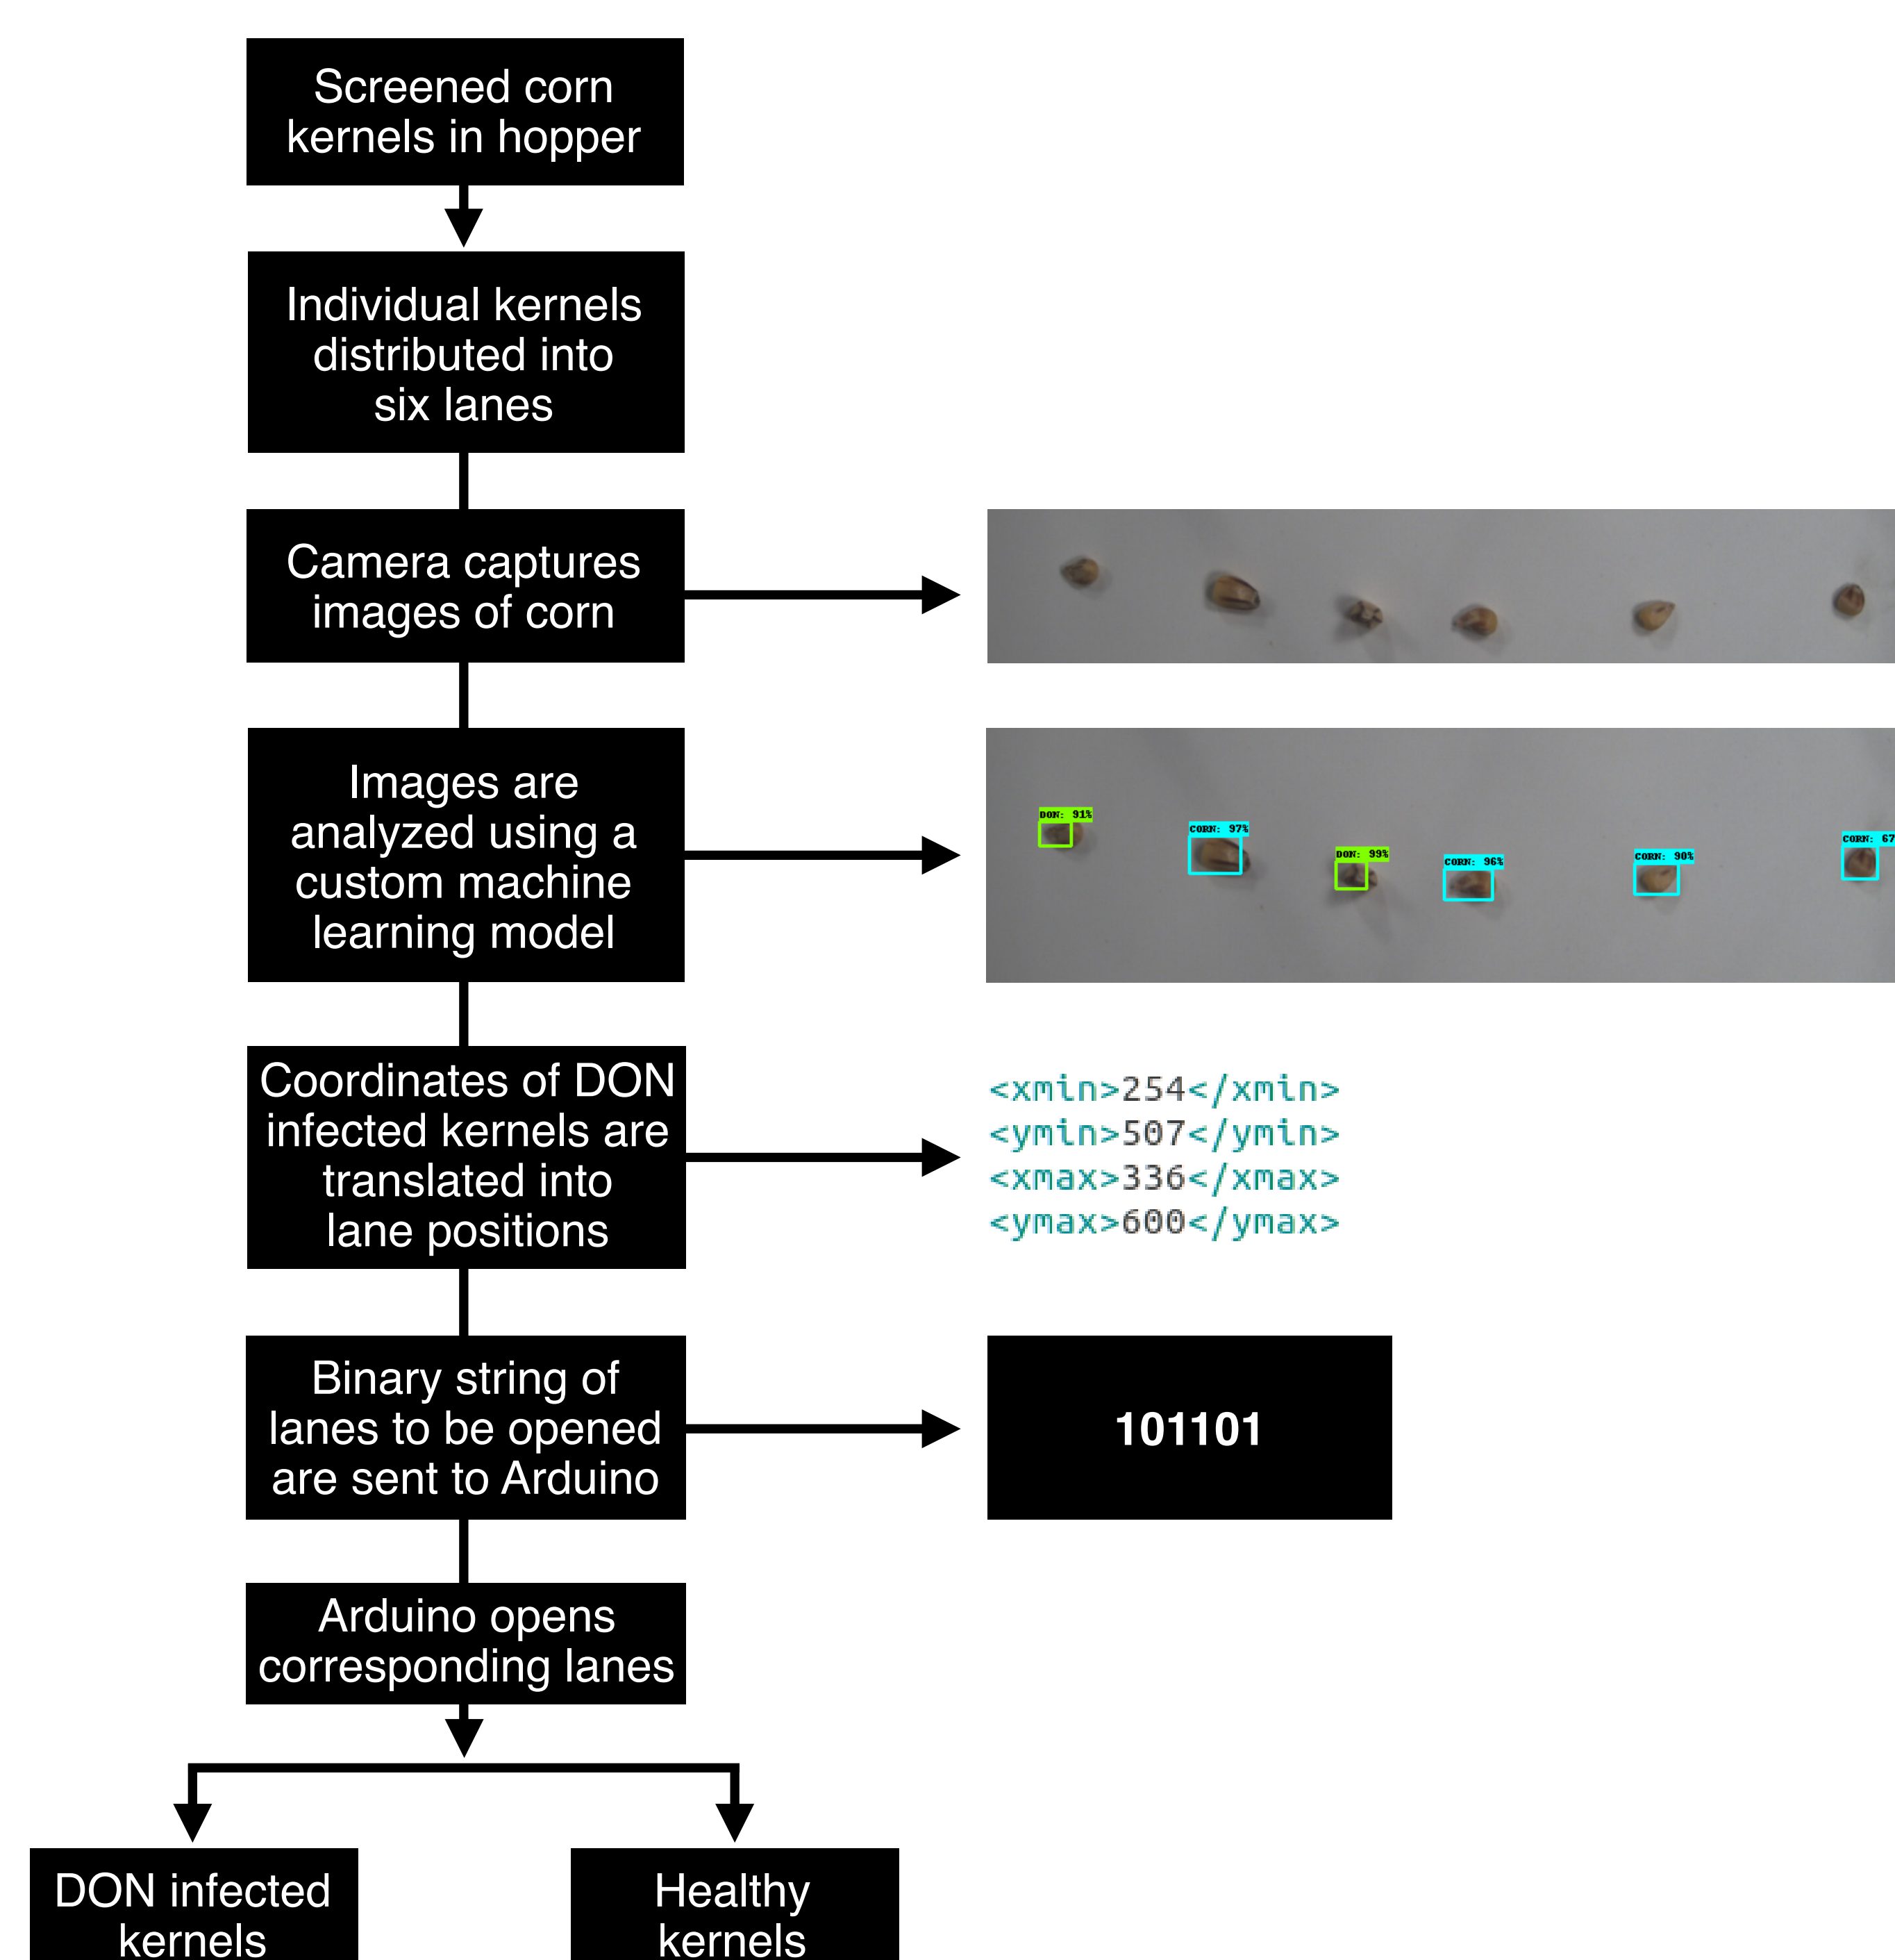 Screened corn
kernels in hopper
Individual kernels
distributed into
six lanes
Camera captures
images of corn
Images are
analyzed using a
custom machine
learning model
DON: 91%
CORN: 97%
DON: 99%
CORN: 96%
CORN: 90%
CORN: 67
Coordinates of DON
infected kernels are
translated into
lane positions
<xmin>254</xmin>
<ymin>507</ymin>
<xmax>336</xmax>
<ymax>600</ymax>
Binary string of
lanes to be opened
are sent to Arduino
101101
Arduino opens
corresponding lanes
DON infected
kernels
Healthy
kernels